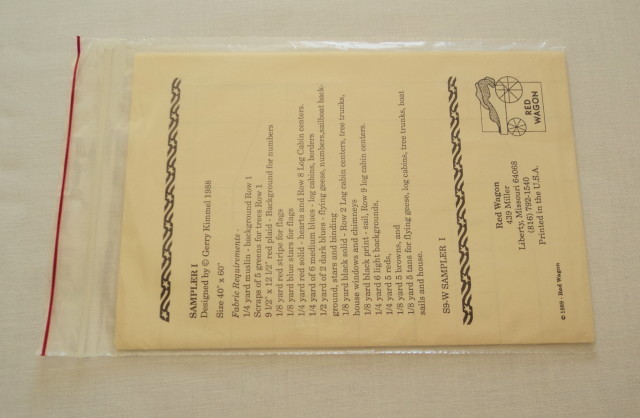 SAMPLER I
Designed by © Gerry Kimmel 1988
Size 40" x 60"
Fabric Requirements -
1/4 yard muslin - background Row 1
Scraps of 5 greens for trees Row 1
9 1/2" x 12 1/2" red plaid - Background for numbers
1/8 yard red stripe for flags
1/8 yard blue stars for flags
1/4 yard red solid - hearts and Row 8 Log Cabin centers.
1/4 yard of 9 medium blues - log cabins, borders
1/2 yard of 2 dark blues - flying geese, numbers,sailboat back-
ground, stars and binding
1/8 yard black solid - Row 2 Log cabin centers, tree trunks,
house windows and chimneys
1/8 yard black print - sail, Row 9 log cabin centers.
1/4 yard 6 light backgrounds,
1/4 yard 5 reds,
1/8 yard 5 browns, and
1/8 yard 5 tans for flying geese, log cabins, tree trunks, boat
sails and house.
S9-W SAMPLER I
RED
WAGON
Red Wagon
439 Miller
Liberty, Missouri 64068
(816) 792-1540
Printed in the U.S.A.
© 1989 - Red Wagon